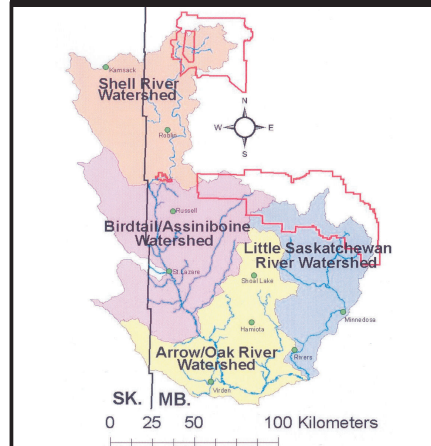 Kamsack
Shell River
Watershed
Roblin
N
W E
S
Russell
Birdtail/Assiniboine
Watershed
Little Saskatchewan
River Watershed
St.Lazare
Shoal Lake
Minnedosa
Hamiota
Arrow/Oak River
Watershed
Rivers
Virden
SK. MB.
0 25 50 100 Kilometers